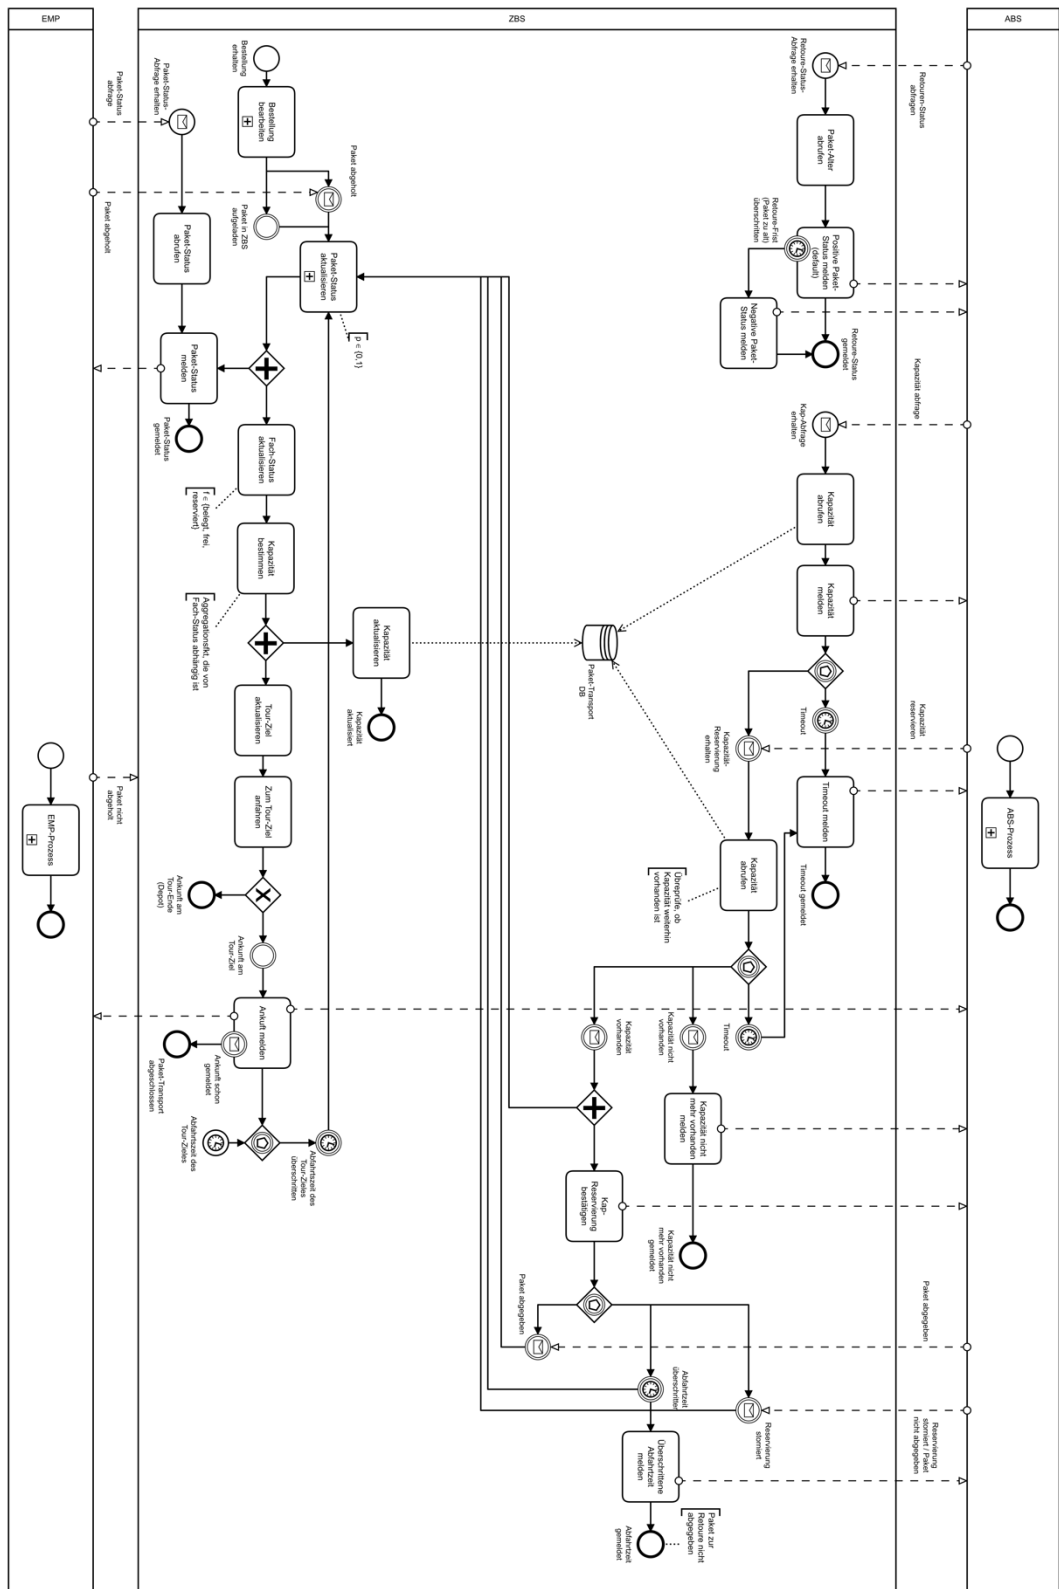 ABS
ABS-Prozess
Retouren-Status
abfragen
Kapazität abfrage
Kapazität
reservieren
Paket abgegeben
Reservierung
storniert / Paket
nicht abgegeben
ZBS
Retoure-Status-
Abfrage erhalten
Paket-Alter
abrufen
Positive Paket-
Status melden
(default)
Retoure-Frist
(Paket zu alt)
überschritten
Negative Paket-
Status melden
Retoure-Status
gemeldet
Kap-Abfrage
erhalten
Kapazität
abrufen
Kapazität
melden
Timeout
Timeout melden
Timeout gemeldet
Kapazität-
Reservierung
erhalten
Kapazität
abrufen
Übreprüfe, ob
Kapazität weiterhin
vorhanden ist
Timeout
Kapazität nicht
vorhanden
Kapazität
vorhanden
Kapazität nicht
mehr vorhanden
melden
Kapazität nicht
mehr vorhanden
gemeldet
Kap-
Reservierung
bestätigen
Paket abgegeben
Abfahrtzeit
überschritten
Reservierung
storniert
Überschrittene
Abfahrtzeit
melden
Abfahrtzeit
gemeldet
Paket zur
Retoure nicht
abgegeben
Paket-Transport
DB
Bestellung
erhalten
Bestellung
bearbeiten
Paket abgeholt
Paket in ZBS
aufgeladen
Paket-Status
aktualisieren
p ∈ {0,1}
Fach-Status
aktualisieren
f ∈ {belegt, frei,
reserviert}
Kapazität
bestimmen
Aggregationsfkt, die von
Fach-Status abhängig ist
Kapazität
aktualisieren
Kapazität
aktualisiert
Tour-Ziel
aktualisieren
Zum Tour-Ziel
anfahren
Ankunft am
Tour-Ende
(Depot)
Ankunft am
Tour-Ziel
Ankuft melden
Ankunft schon
gemeldet
Paket-Transport
abgeschlossen
Abfahrtszeit des
Tour-Zieles
Abfahrtszeit des
Tour-Zieles
überschritten
Paket-Status-
Abfrage erhalten
Paket-Status
abrufen
Paket-Status
melden
Paket-Status
gemeldet
Paket-Status
abfrage
Paket abgeholt
Paket nicht
abgeholt
EMP
EMP-Prozess